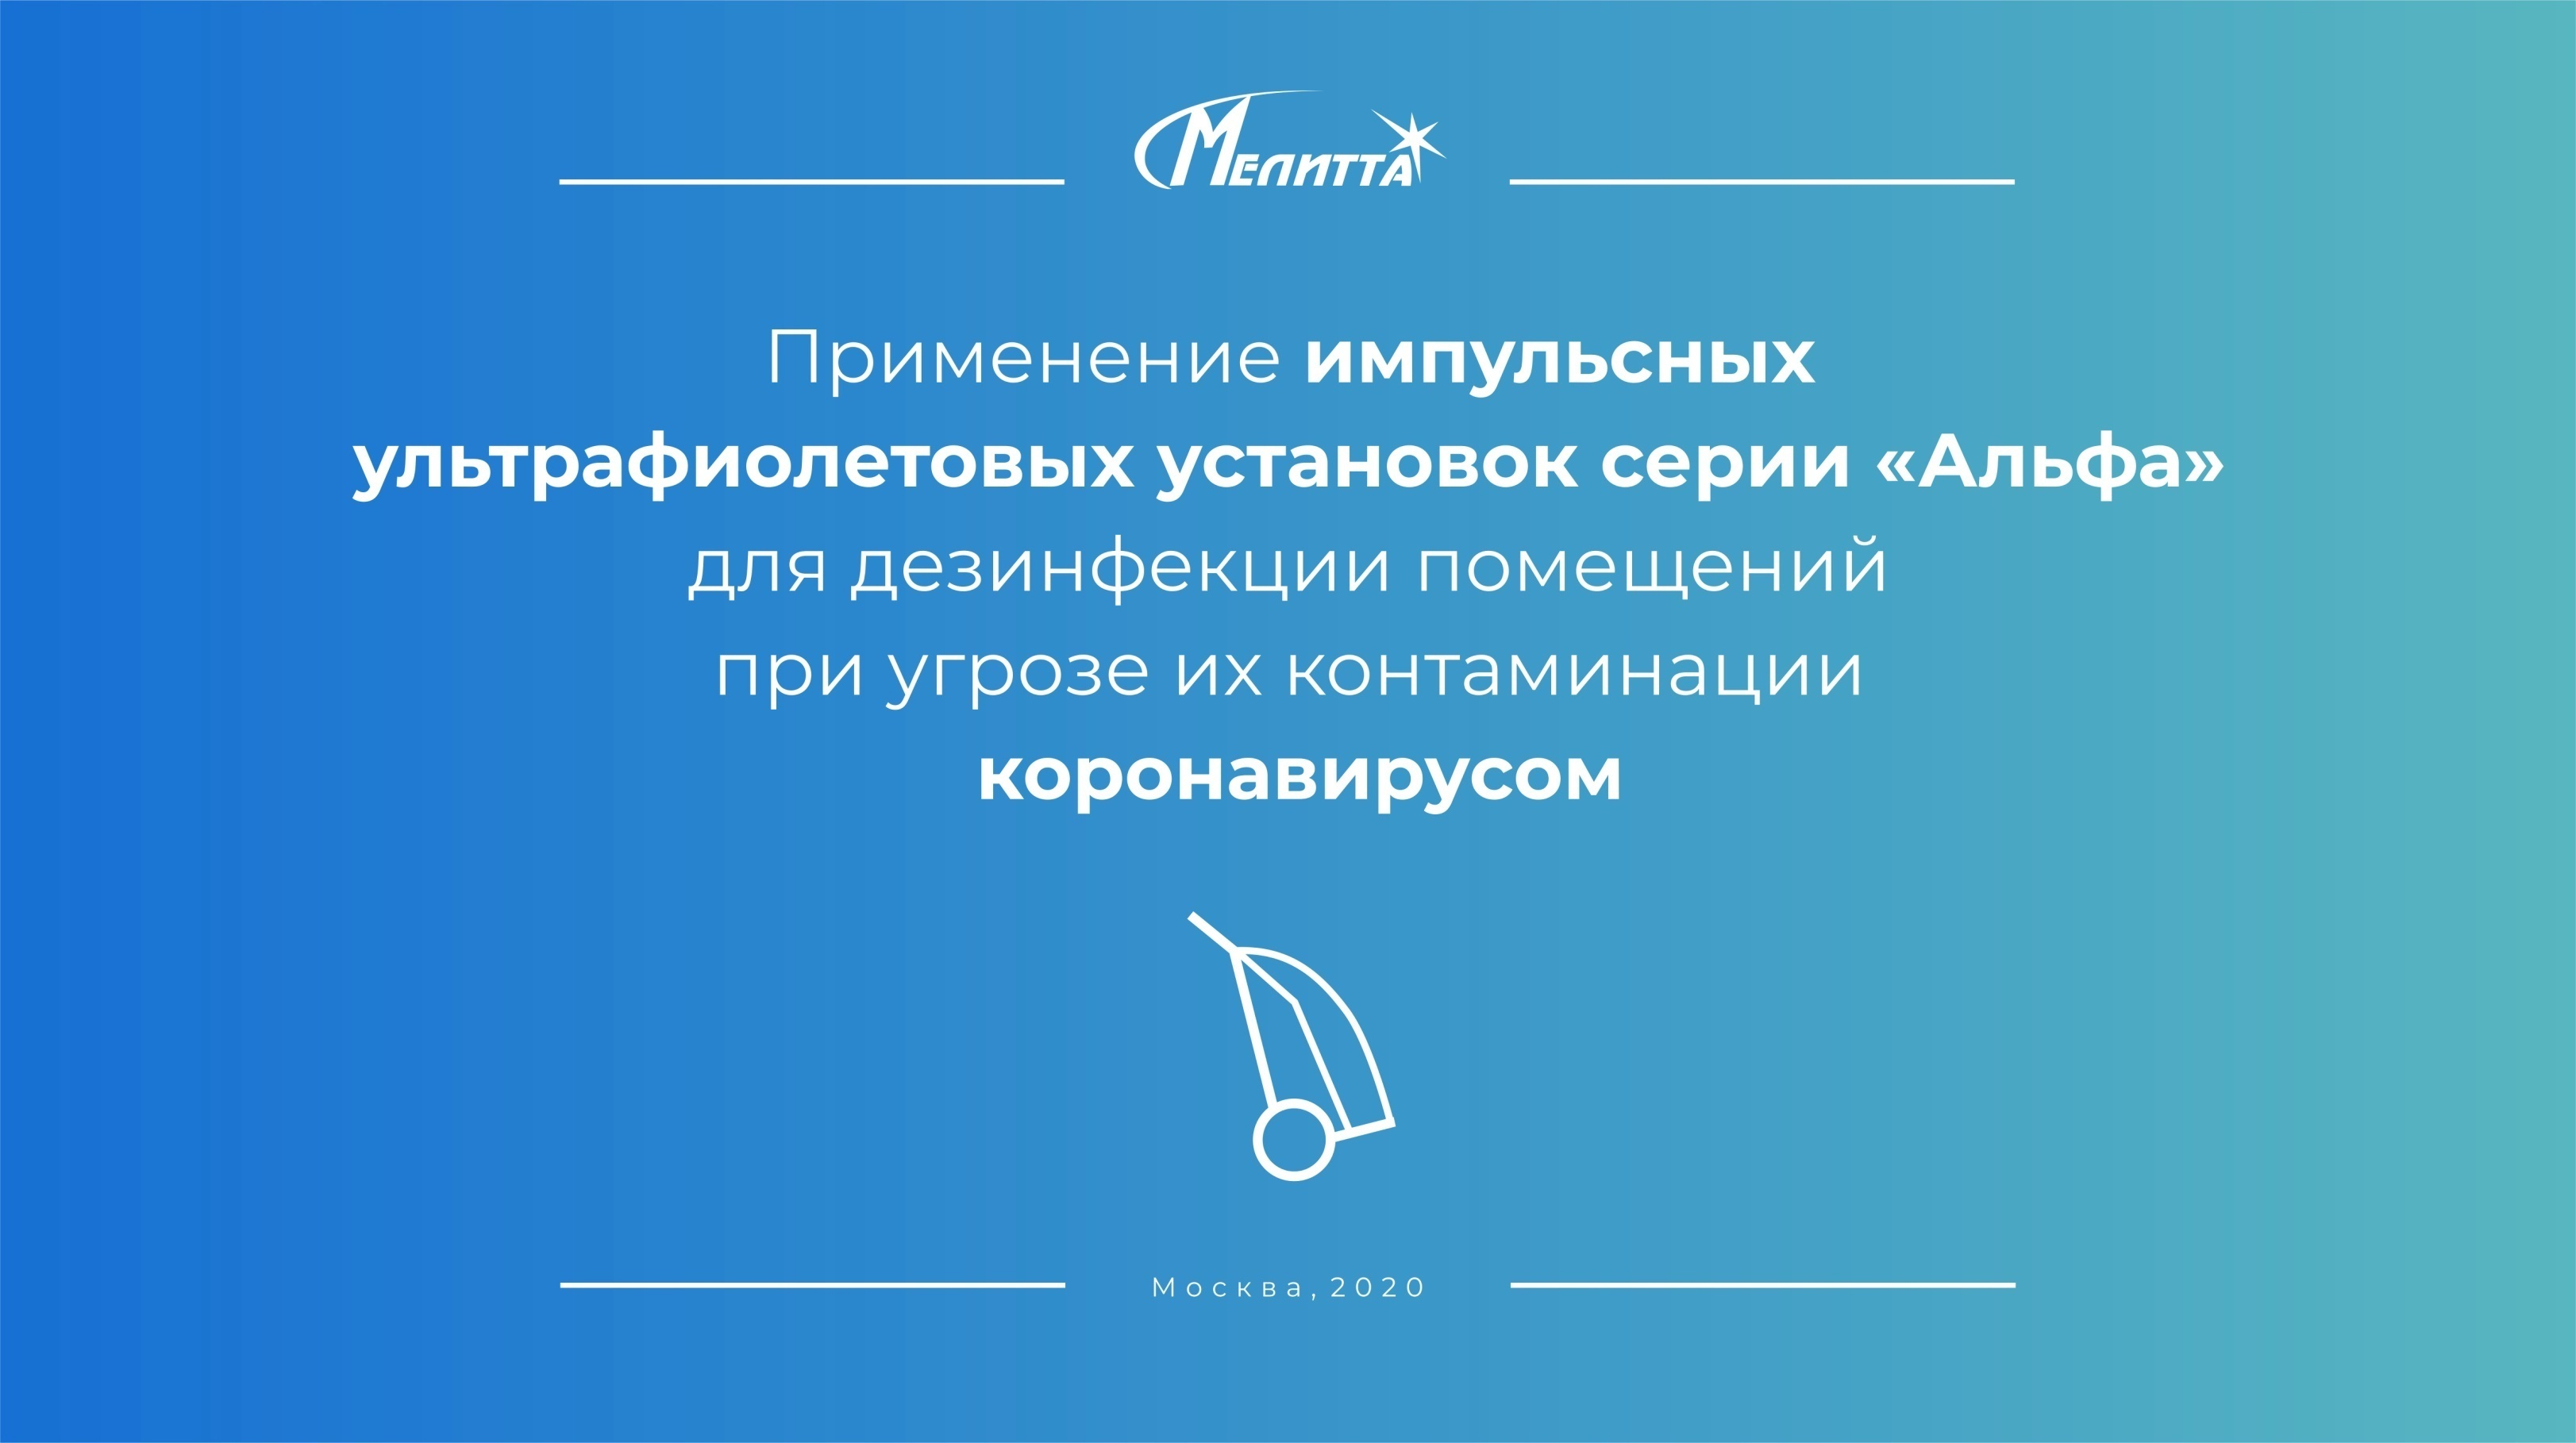 Мелитта
Применение импульсных
ультрафиолетовых установок серии «Альфа»
для дезинфекции помещений
при угрозе их контаминации
коронавирусом
Москва, 2020